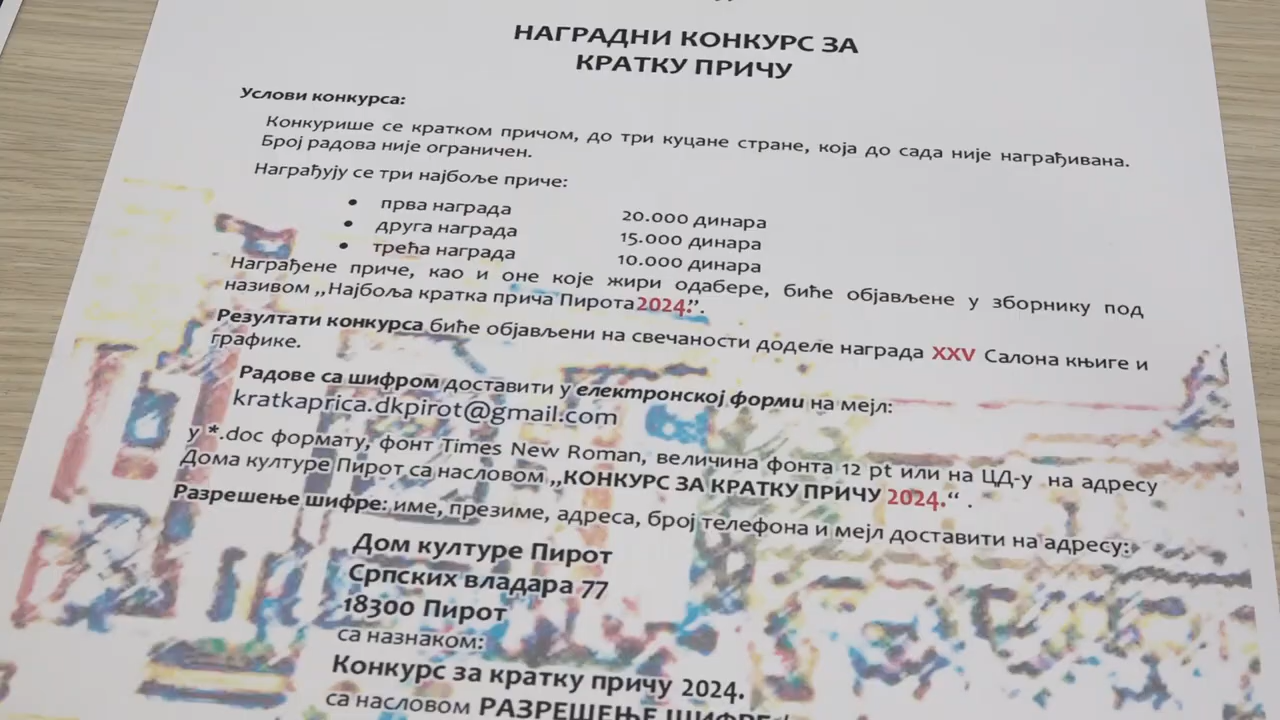 НАГРАДНИ КОНКУРС ЗА
КРАТКУ ПРИЧУ
Услови конкурса:
Конкурише се кратком причом, до три куцане стране, која до сада није награђивана.
Број радова није ограничен.
Награђују се три најбоље приче:
• прва награда 20.000 динара
• друга награда 15.000 динара
• трећа награда 10.000 динара
Награђене приче, као и оне које жири одабере, биће објављене у зборнику под
називом „Најбоља кратка прича Пирота 2024.”.
Резултати конкурса биће објављени на свечаности доделе награда XXV Салона књиге и
графике.
Радове са шифром доставити у електронској форми на мејл:
kratkaprica.dkpirot@gmail.com
у *.doc формату, фонт Times New Roman, величина фонта 12 pt или на ЦД-у на адресу
Дома културе Пирот са насловом „КОНКУРС ЗА КРАТКУ ПРИЧУ 2024.“ .
Разрешење шифре: име, презиме, адреса, број телефона и мејл доставити на адресу:
Дом културе Пирот
Српских владара 77
18300 Пирот
са назнаком:
Конкурс за кратку причу 2024.
са насловом РАЗРЕШЕЊЕ ШИФРЕ